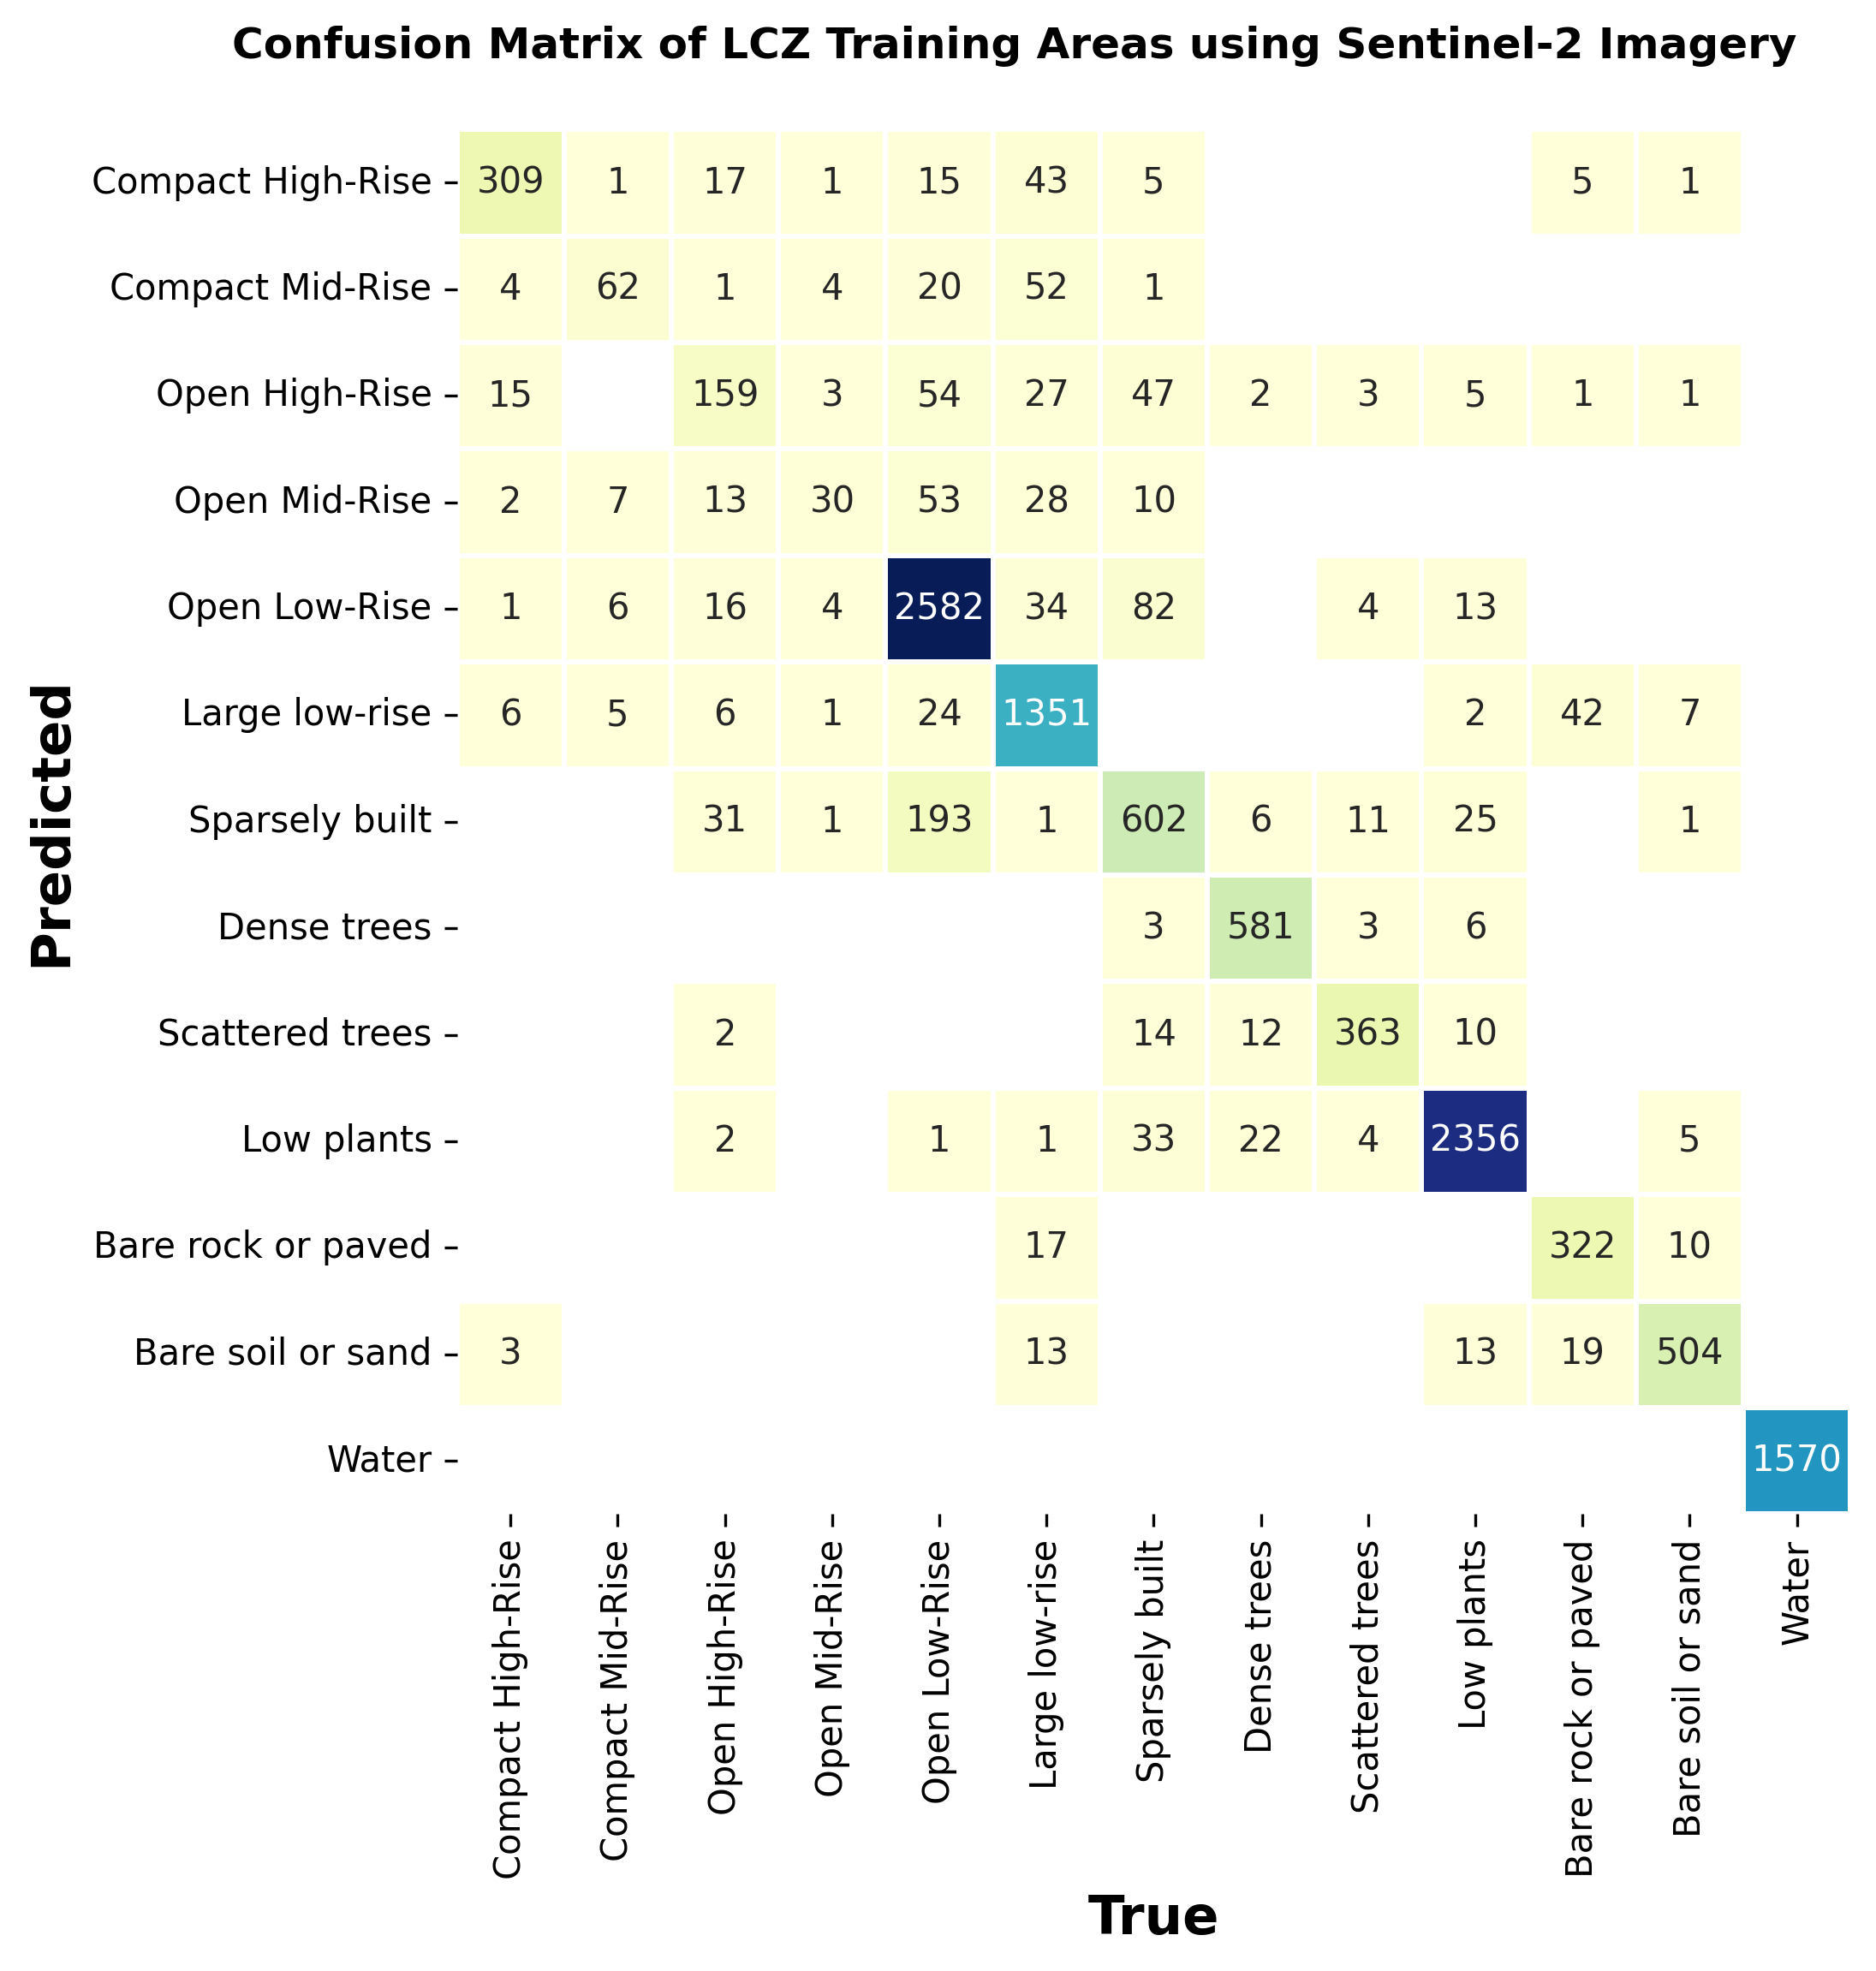 Confusion Matrix of LCZ Training Areas using Sentinel-2 Imagery
Compact High-Rise 309 1 17 1 15 43 5 5 1
Compact Mid-Rise 4 62 1 4 20 52 1
Open High-Rise 15 159 3 54 27 47 2 3 5 1 1
Open Mid-Rise 2 7 13 30 53 28 10
Open Low-Rise 1 6 16 4 2582 34 82 4 13
Large low-rise 6 5 6 1 24 1351 2 42 7
Sparsely built 31 1 193 1 602 6 11 25 1
Dense trees 3 581 3 6
Scattered trees 2 14 12 363 10
Low plants 2 1 1 33 22 4 2356 5
Bare rock or paved 17 322 10
Bare soil or sand 3 13 13 19 504
Water 1570
Predicted
Compact High-Rise
Compact Mid-Rise
Open High-Rise
Open Mid-Rise
Open Low-Rise
Large low-rise
Sparsely built
Dense trees
Scattered trees
Low plants
Bare rock or paved
Bare soil or sand
Water
True